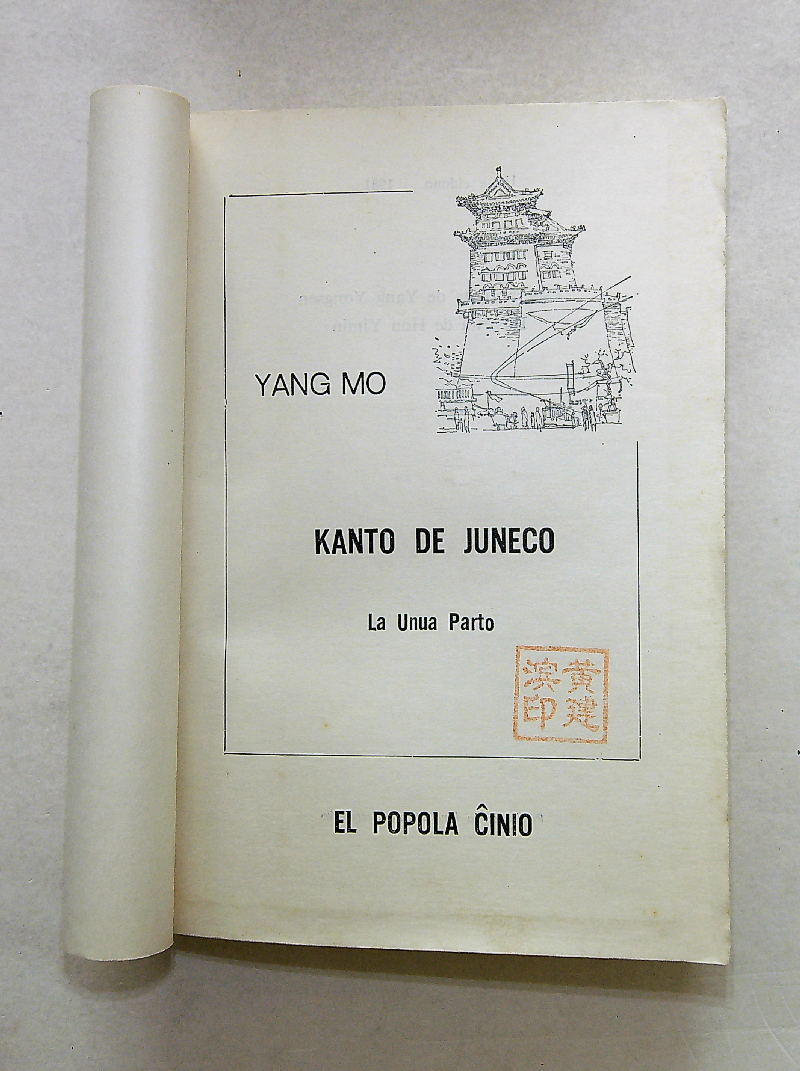 YANG MO
KANTO DE JUNECO
La Unua Parto
黄建
滨印
EL POPOLA ĈINIO